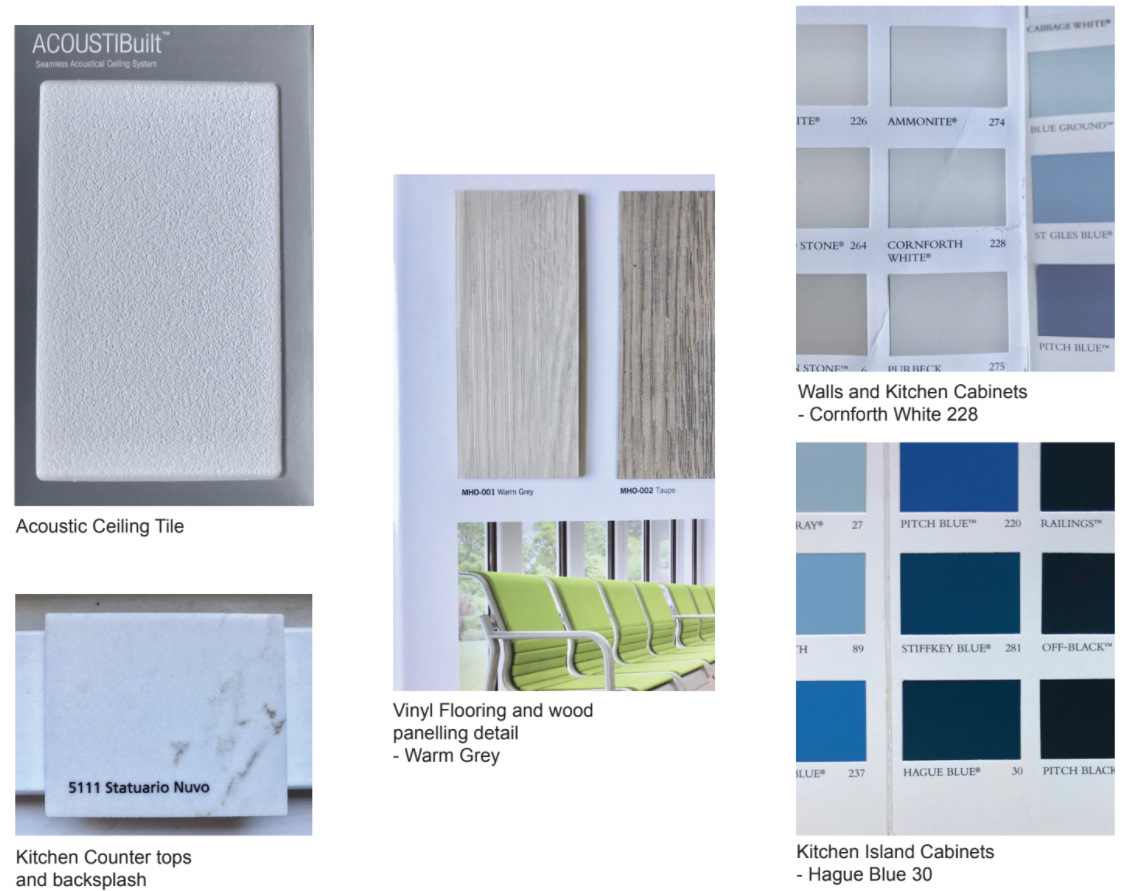 ACOUSTIBuilt™
Seamless Acoustical Ceiling System
Acoustic Ceiling Tile
5111 Statuario Nuvo
Kitchen Counter tops
and backsplash
MHO-001 Warm Grey
MHO-002 Taupe
Vinyl Flooring and wood
panelling detail
- Warm Grey
CABBAGE WHITE®
ITE® 226
AMMONITE® 274
BLUE GROUND™
STONE® 264
CORNFORTH 228
WHITE®
ST GILES BLUE®
N STONE™ 6
PURBECK 275
PITCH BLUE™
Walls and Kitchen Cabinets
- Cornforth White 228
RAY® 27
PITCH BLUE™ 220
RAILINGS™
TH 89
STIFFKEY BLUE® 281
OFF-BLACK™
BLUE® 237
HAGUE BLUE® 30
PITCH BLACK
Kitchen Island Cabinets
- Hague Blue 30